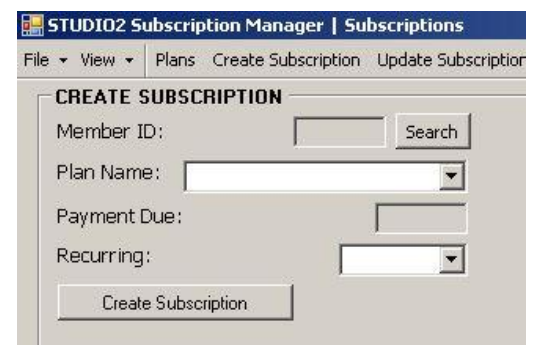 STUDIO2 Subscription Manager | Subscriptions
File View Plans Create Subscription Update Subscription
CREATE SUBSCRIPTION
Member ID: Search
Plan Name:
Payment Due:
Recurring:
Create Subscription